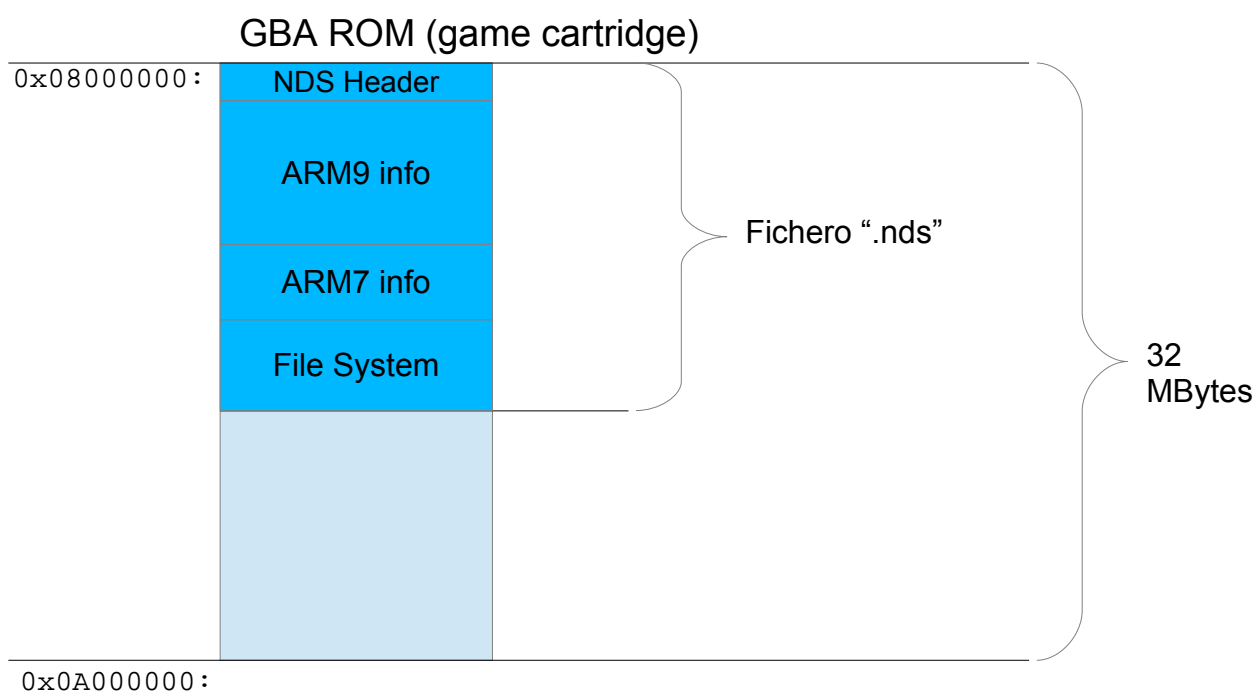 GBA ROM (game cartridge)
0x08000000:
NDS Header
ARM9 info
Fichero “.nds”
ARM7 info
File System
32
MBytes
0x0A000000: